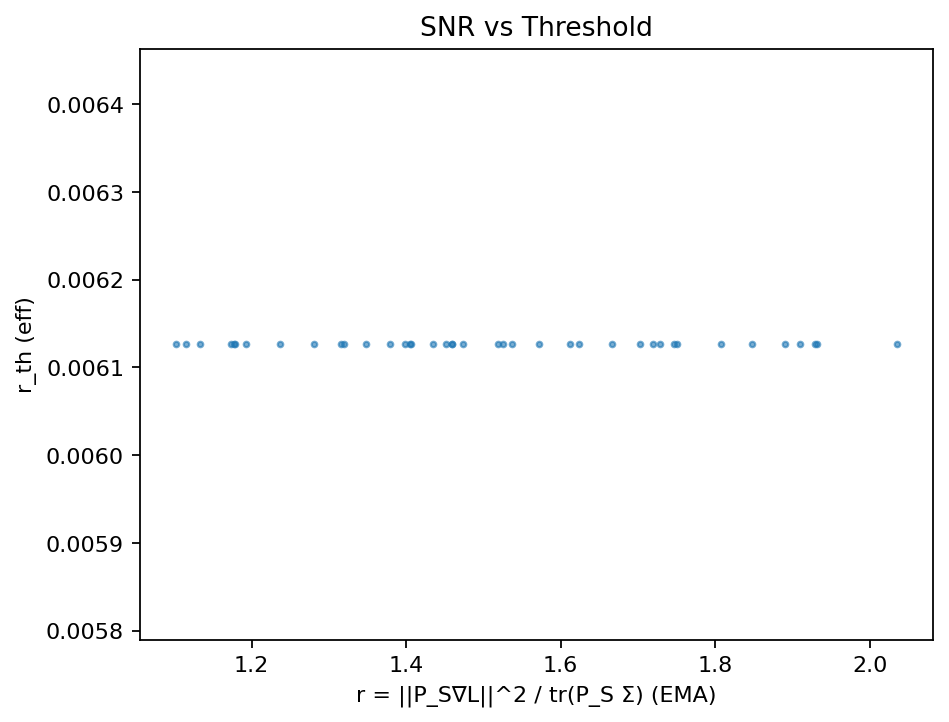 SNR vs Threshold
r_th (eff)
0.0064
0.0063
0.0062
0.0061
0.0060
0.0059
0.0058
1.2 1.4 1.6 1.8 2.0
r = ||P_S∇L||^2 / tr(P_S Σ) (EMA)